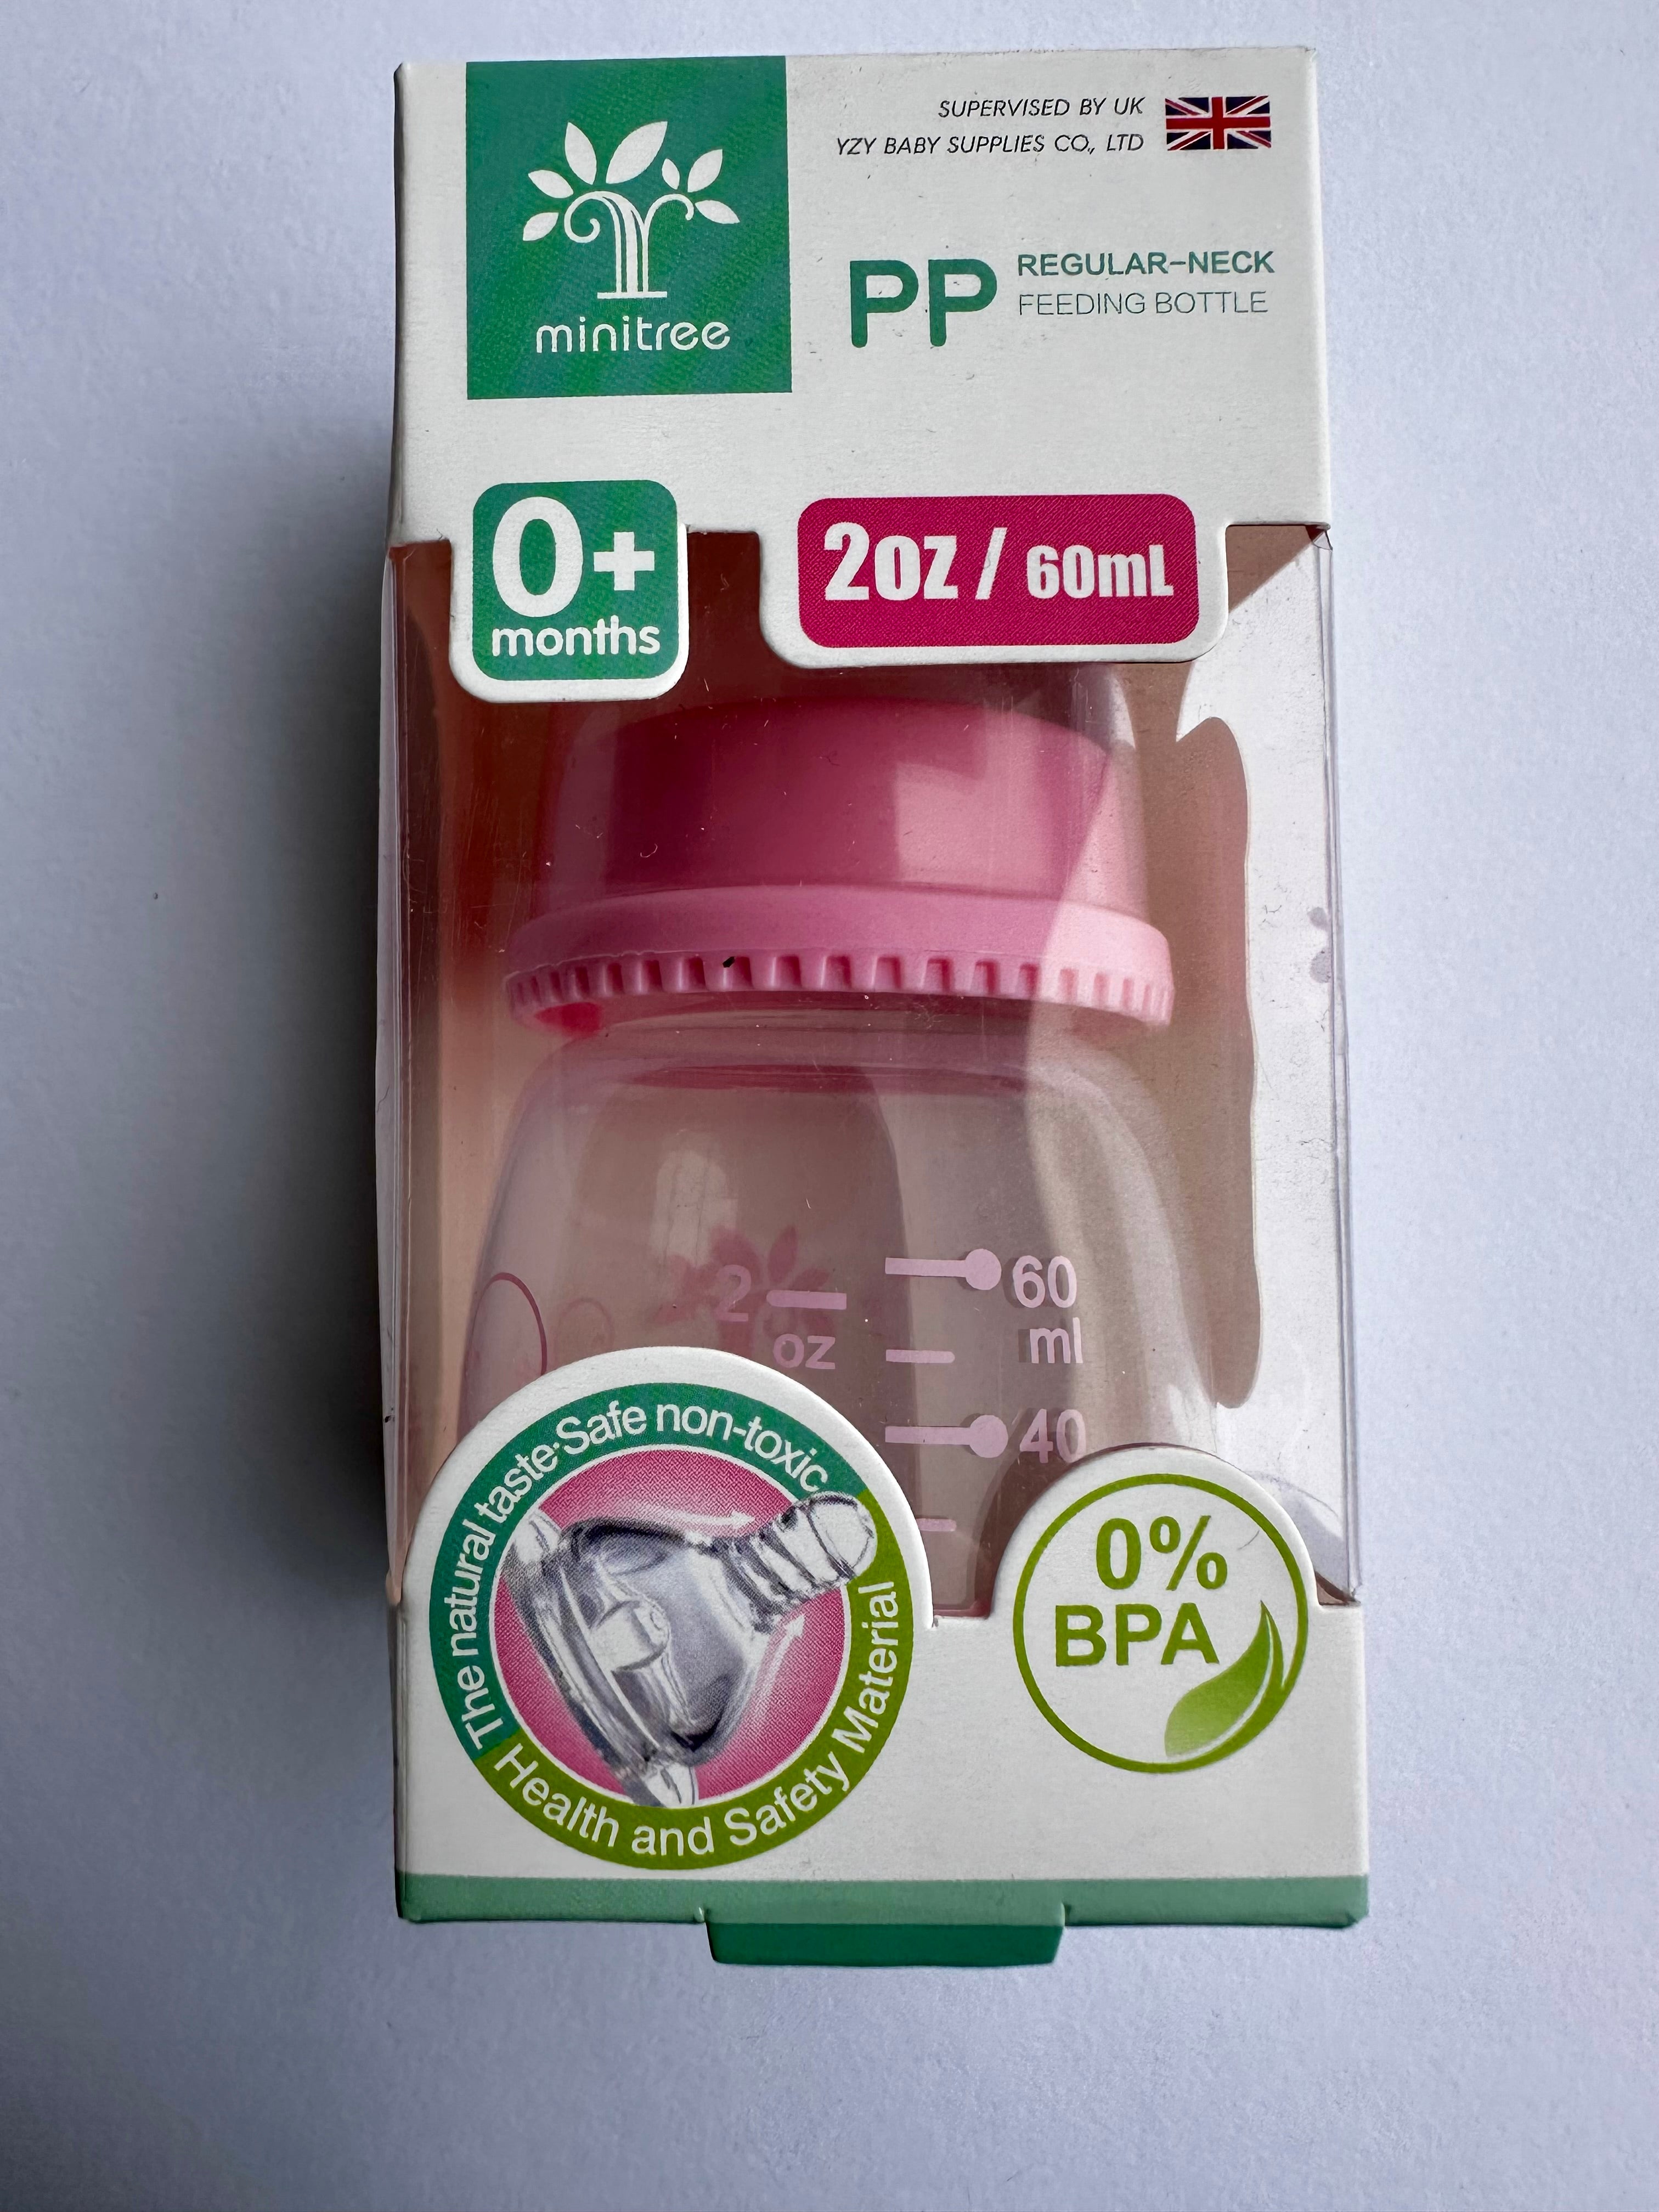 minitree
SUPERVISED BY UK
YZY BABY SUPPLIES CO., LTD
PP
REGULAR-NECK
FEEDING BOTTLE
0+
months
2oz / 60mL
2
oz
60
ml
40
The natural taste·Safe non-toxic
Health and Safety Material
0%
BPA